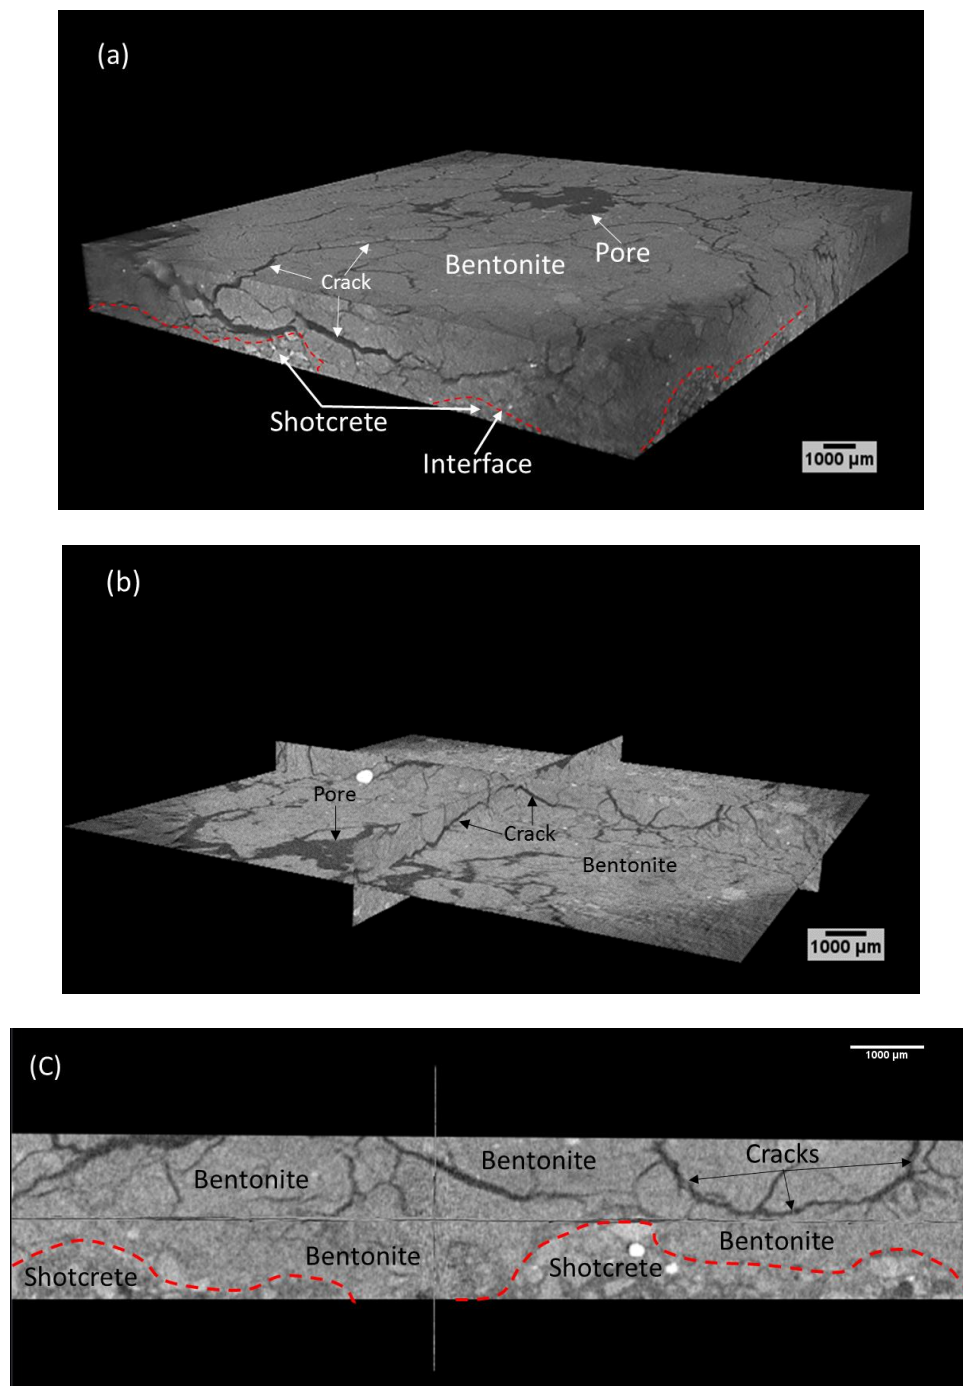 (a)
Pore
Bentonite
Crack
Shotcrete
Interface
1000 µm
(b)
Pore
Crack
Bentonite
1000 µm
(C)
1000 µm
Cracks
Bentonite
Bentonite
Bentonite
Bentonite
Shotcrete
Shotcrete